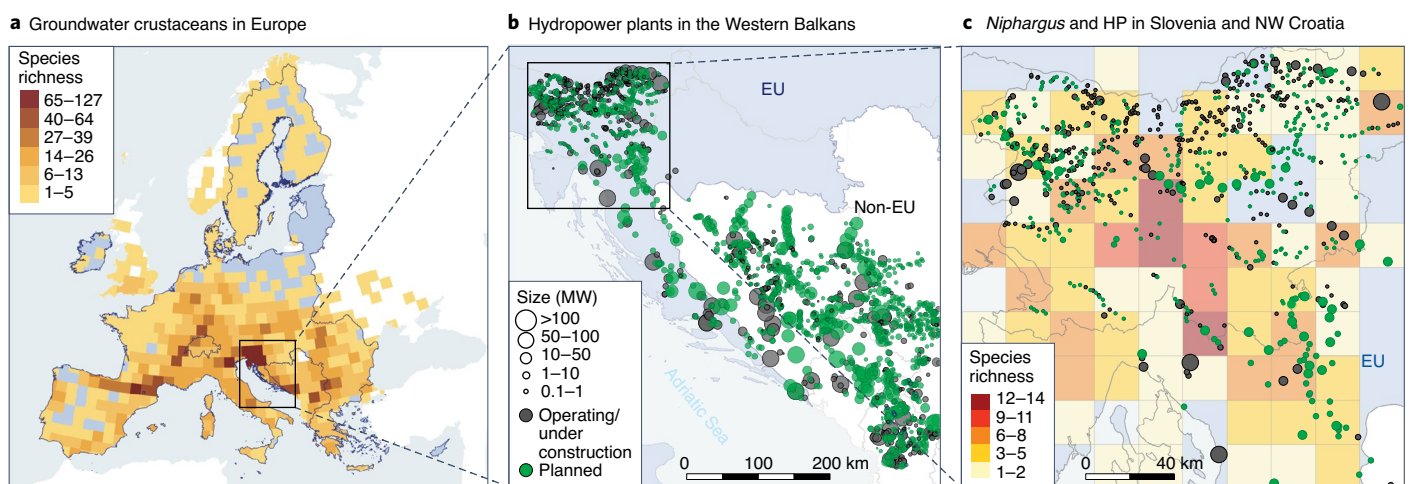 a Groundwater crustaceans in Europe
Species
richness
65–127
40–64
27–39
14–26
6–13
1–5
b Hydropower plants in the Western Balkans
EU
Non-EU
Adriatic Sea
Size (MW)
>100
50–100
10–50
1–10
0.1–1
Operating/
under
construction
Planned
0 100 200 km
c Niphargus and HP in Slovenia and NW Croatia
EU
Species
richness
12–14
9–11
6–8
3–5
1–2
0 40 km